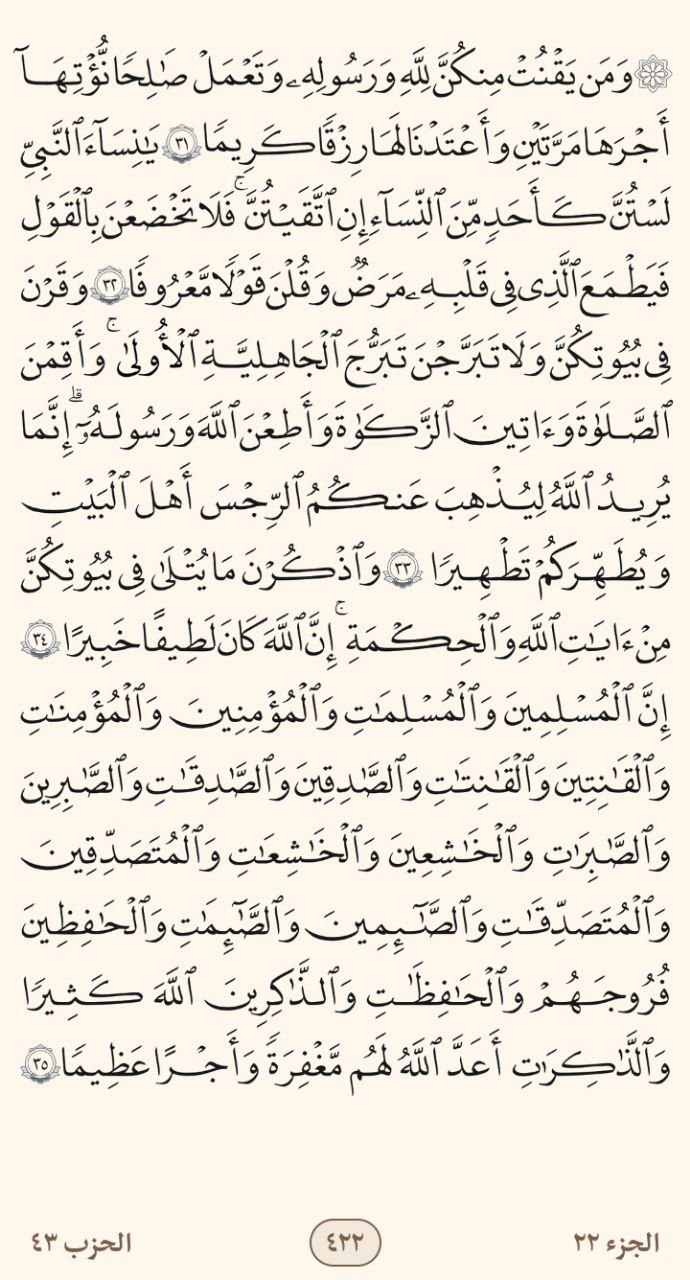 ۞ وَمَن يَقْنُتْ مِنكُنَّ لِلَّهِ وَرَسُولِهِۦ وَتَعْمَلْ صَـٰلِحًا نُّؤْتِهَآ
أَجْرَهَا مَرَّتَيْنِ وَأَعْتَدْنَا لَهَا رِزْقًا كَرِيمًا ٣١ يَـٰنِسَآءَ ٱلنَّبِىِّ
لَسْتُنَّ كَأَحَدٍ مِّنَ ٱلنِّسَآءِ إِنِ ٱتَّقَيْتُنَّ ۚ فَلَا تَخْضَعْنَ بِٱلْقَوْلِ
فَيَطْمَعَ ٱلَّذِى فِى قَلْبِهِۦ مَرَضٌ وَقُلْنَ قَوْلًا مَّعْرُوفًا ٣٢ وَقَرْنَ
فِى بُيُوتِكُنَّ وَلَا تَبَرَّجْنَ تَبَرُّجَ ٱلْجَـٰهِلِيَّةِ ٱلْأُولَىٰ ۚ وَأَقِمْنَ
ٱلصَّلَوٰةَ وَءَاتِينَ ٱلزَّكَوٰةَ وَأَطِعْنَ ٱللَّهَ وَرَسُولَهُۥٓ ۗ إِنَّمَا
يُرِيدُ ٱللَّهُ لِيُذْهِبَ عَنكُمُ ٱلرِّجْسَ أَهْلَ ٱلْبَيْتِ
وَيُطَهِّرَكُمْ تَطْهِيرًا ٣٣ وَٱذْكُرْنَ مَا يُتْلَىٰ فِى بُيُوتِكُنَّ
مِنْ ءَايَـٰتِ ٱللَّهِ وَٱلْحِكْمَةِ ۚ إِنَّ ٱللَّهَ كَانَ لَطِيفًا خَبِيرًا ٣٤
إِنَّ ٱلْمُسْلِمِينَ وَٱلْمُسْلِمَـٰتِ وَٱلْمُؤْمِنِينَ وَٱلْمُؤْمِنَـٰتِ
وَٱلْقَـٰنِتِينَ وَٱلْقَـٰنِتَـٰتِ وَٱلصَّـٰدِقِينَ وَٱلصَّـٰدِقَـٰتِ وَٱلصَّـٰبِرِينَ
وَٱلصَّـٰبِرَٰتِ وَٱلْخَـٰشِعِينَ وَٱلْخَـٰشِعَـٰتِ وَٱلْمُتَصَدِّقِينَ
وَٱلْمُتَصَدِّقَـٰتِ وَٱلصَّـٰٓئِمِينَ وَٱلصَّـٰٓئِمَـٰتِ وَٱلْحَـٰفِظِينَ
فُرُوجَهُمْ وَٱلْحَـٰفِظَـٰتِ وَٱلذَّٰكِرِينَ ٱللَّهَ كَثِيرًا
وَٱلذَّٰكِرَٰتِ أَعَدَّ ٱللَّهُ لَهُم مَّغْفِرَةً وَأَجْرًا عَظِيمًا ٣٥
الجزء ٢٢ ٤٢٢ الحزب ٤٣